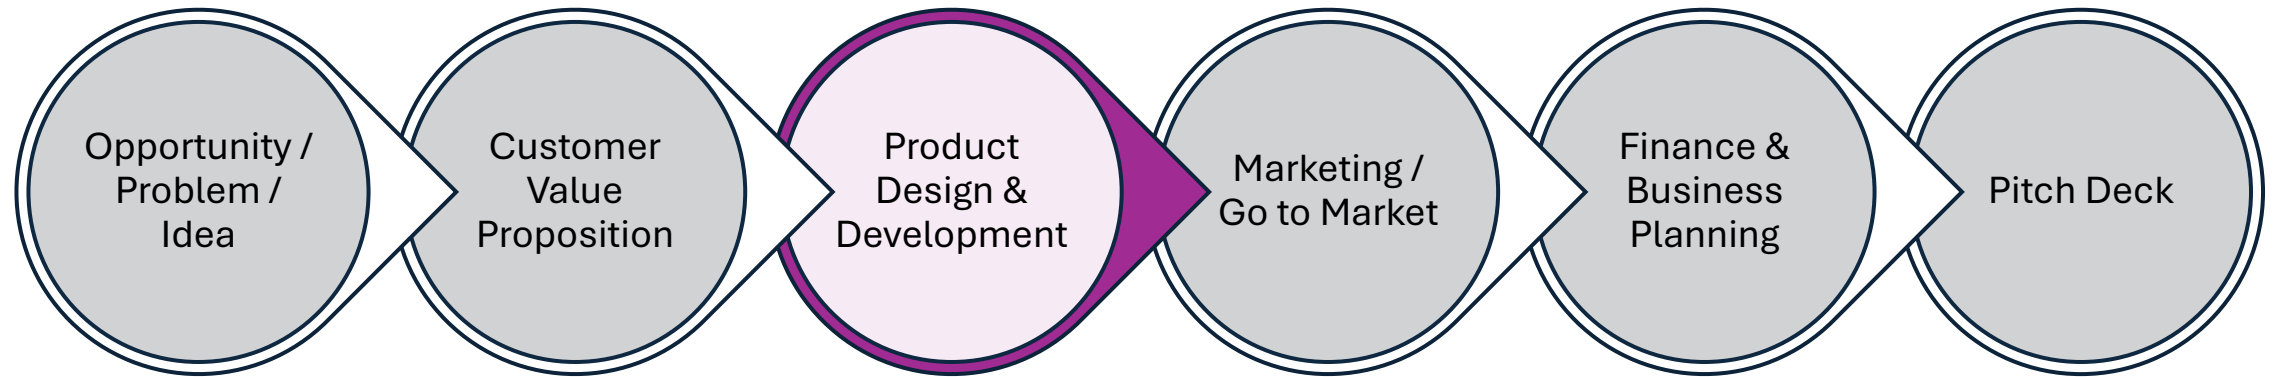 Opportunity /
Problem /
Idea
Customer
Value
Proposition
Product
Design &
Development
Marketing /
Go to Market
Finance &
Business
Planning
Pitch Deck